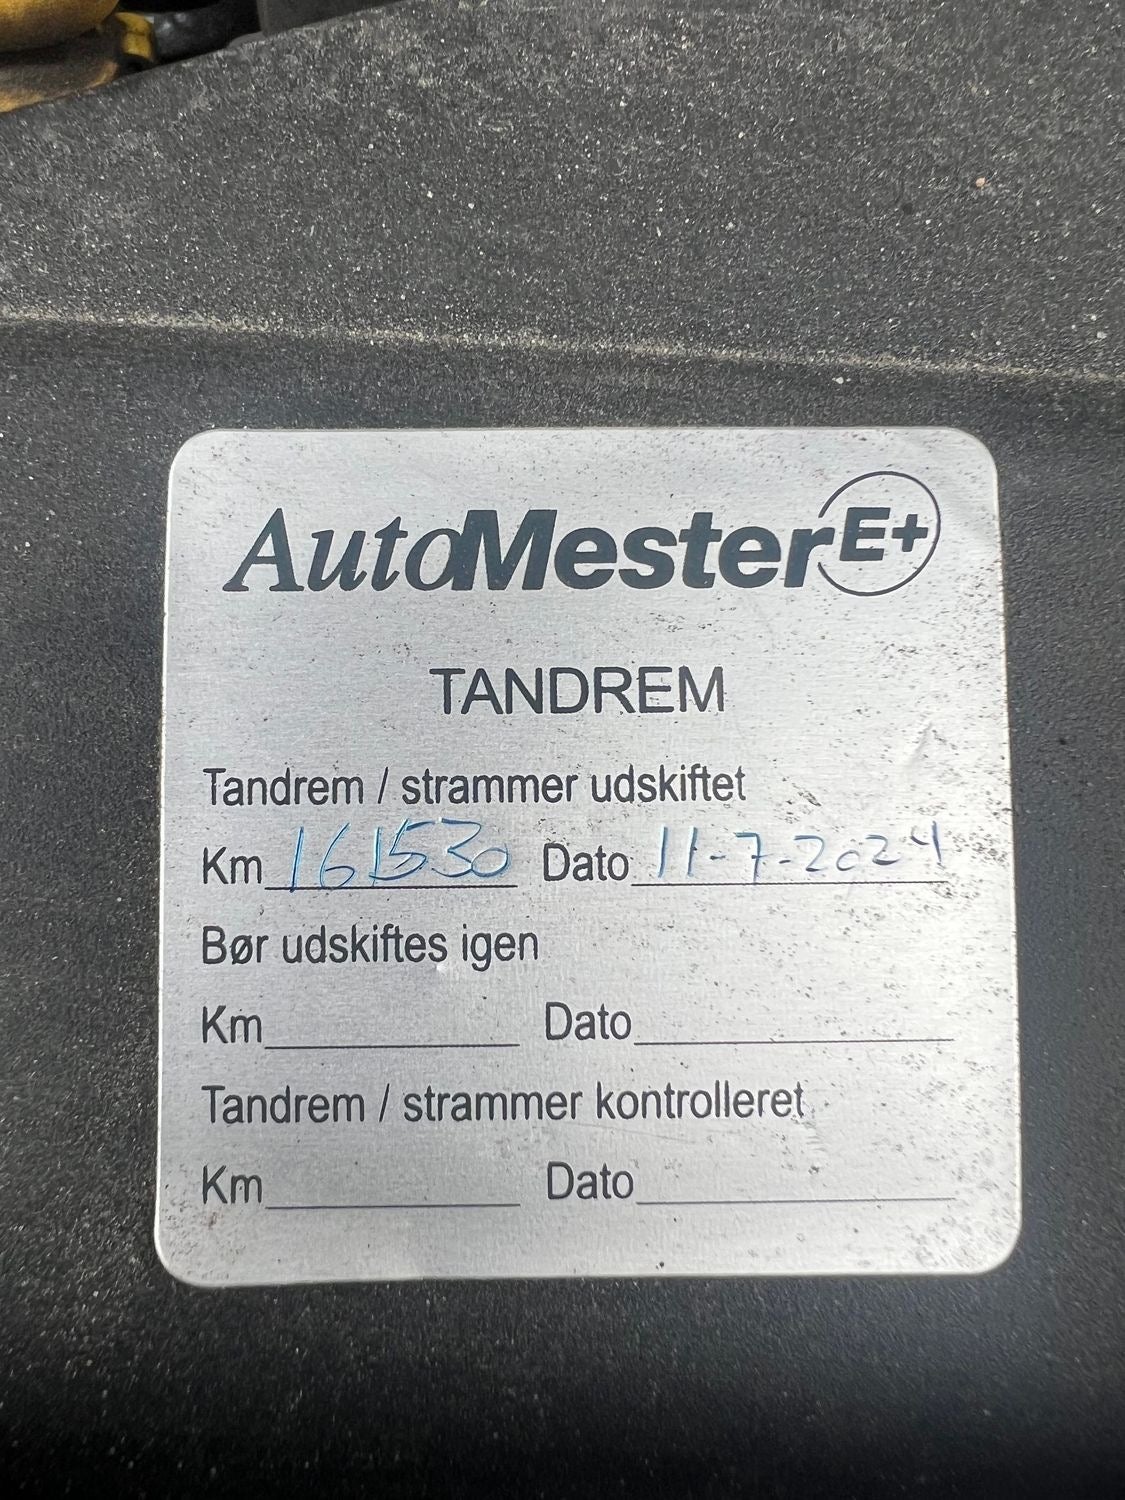 AutoMester E+
TANDREM
Tandrem / strammer udskiftet
Km 161530 Dato 11-7-2024
Bør udskiftes igen
Km Dato
Tandrem / strammer kontrolleret
Km Dato